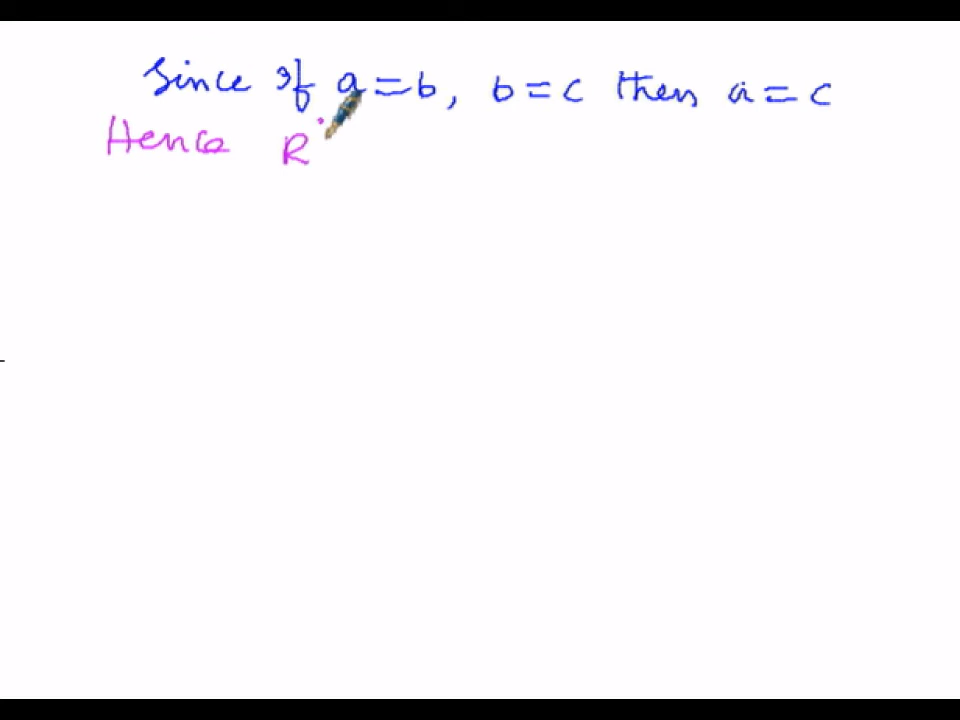 Since if a = b, b = c then a = c
Hence R